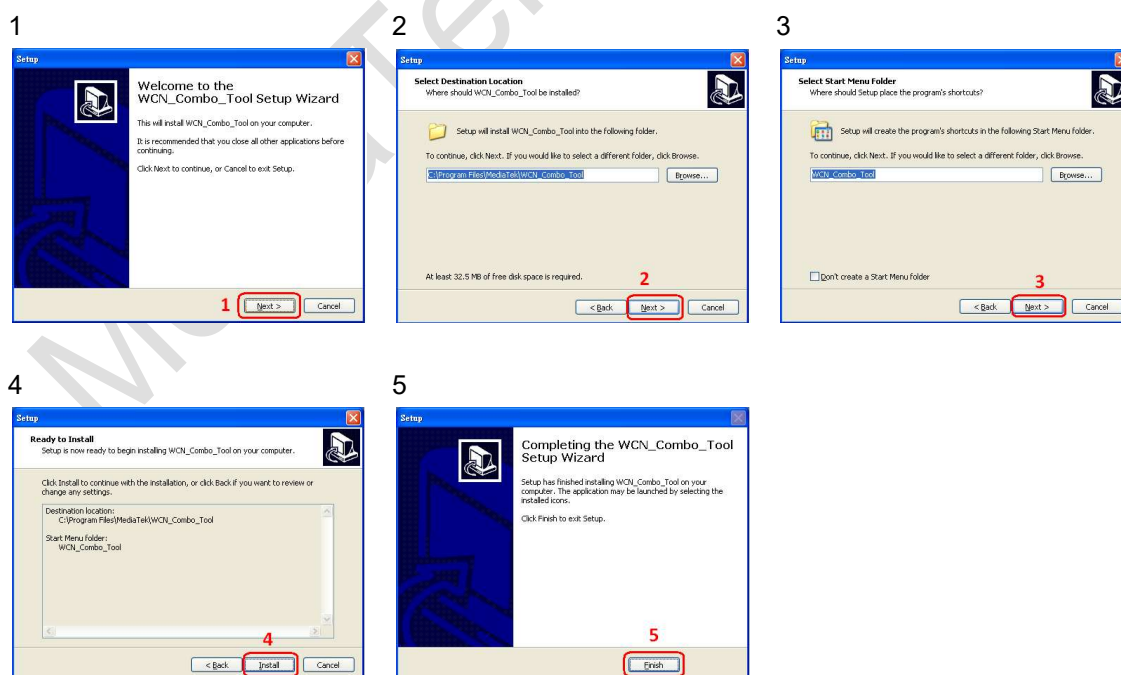 1
Setup
Welcome to the
WCN_Combo_Tool Setup Wizard
This will install WCN_Combo_Tool on your computer.
It is recommended that you close all other applications before
continuing.
Click Next to continue, or Cancel to exit Setup.
1
Next >
Cancel
2
Setup
Select Destination Location
Where should WCN_Combo_Tool be installed?
Setup will install WCN_Combo_Tool into the following folder.
To continue, click Next. If you would like to select a different folder, click Browse.
C:\Program Files\MediaTek\WCN_Combo_Tool
Browse...
At least 32.5 MB of free disk space is required.
2
< Back
Next >
Cancel
3
Setup
Select Start Menu Folder
Where should Setup place the program's shortcuts?
Setup will create the program's shortcuts in the following Start Menu folder.
To continue, click Next. If you would like to select a different folder, click Browse.
WCN_Combo_Tool
Browse...
Don't create a Start Menu folder
3
< Back
Next >
Cancel
4
Setup
Ready to Install
Setup is now ready to begin installing WCN_Combo_Tool on your computer.
Click Install to continue with the installation, or click Back if you want to review or
change any settings.
Destination location:
C:\Program Files\MediaTek\WCN_Combo_Tool
Start Menu folder:
WCN_Combo_Tool
4
< Back
Install
Cancel
5
Setup
Completing the WCN_Combo_Tool
Setup Wizard
Setup has finished installing WCN_Combo_Tool on your
computer. The application may be launched by selecting the
installed icons.
Click Finish to exit Setup.
5
Finish